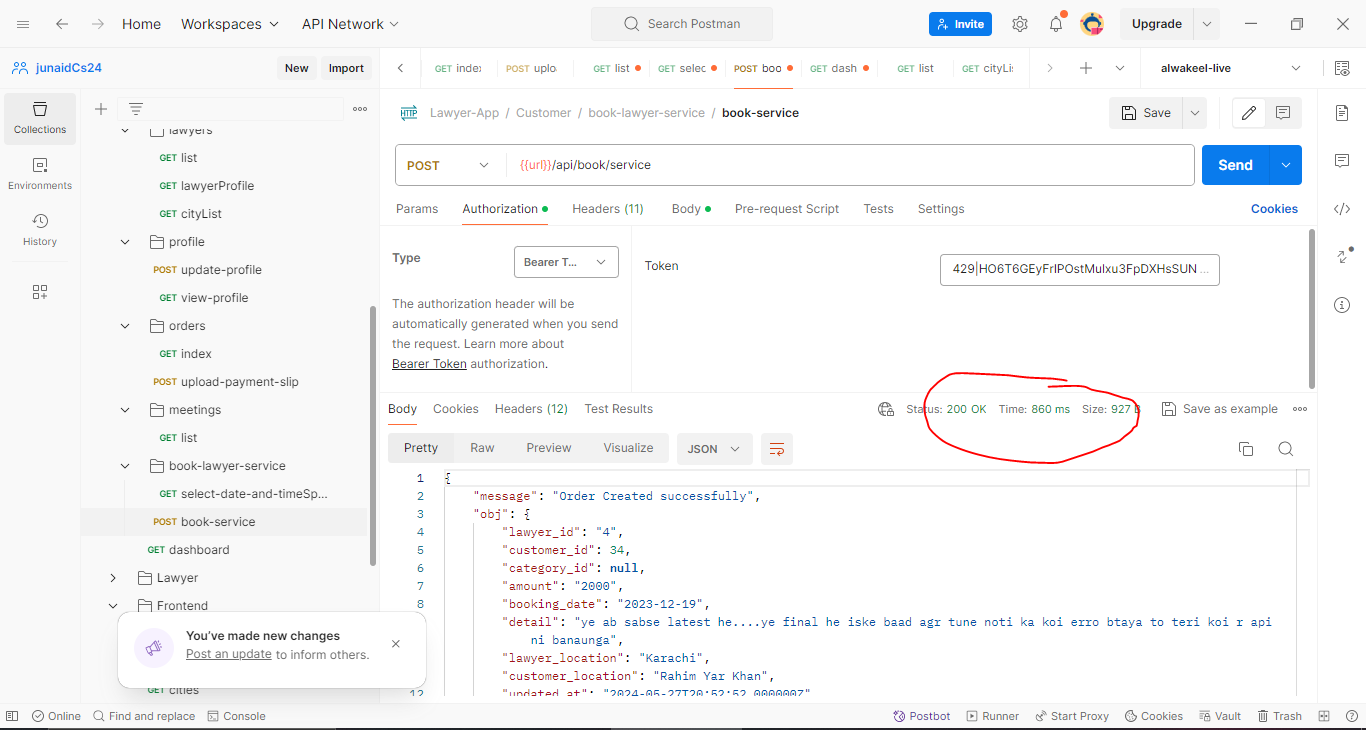 Home Workspaces API Network Search Postman Invite Upgrade
junaidCs24 New Import
GET index POST uplo GET list GET selec POST boo GET dash GET list GET cityLi alwakeel-live
Collections
Environments
History
lawyers
GET list
GET lawyerProfile
GET cityList
profile
POST update-profile
GET view-profile
orders
GET index
POST upload-payment-slip
meetings
GET list
book-lawyer-service
GET select-date-and-timeSp...
POST book-service
GET dashboard
Lawyer
Frontend
GET cities
You've made new changes
Post an update to inform others.
HTTP Lawyer-App / Customer / book-lawyer-service / book-service Save
POST {{url}}/api/book/service Send
Params Authorization Headers (11) Body Pre-request Script Tests Settings Cookies
Type Bearer T...
The authorization header will be
automatically generated when you send
the request. Learn more about
Bearer Token authorization.
Token 429|HO6T6GEyFrIPOstMuIxu3FpDXHsSUN ...
Body Cookies Headers (12) Test Results Status: 200 OK Time: 860 ms Size: 927 B Save as example
Pretty Raw Preview Visualize JSON
1 {
2 "message": "Order Created successfully",
3 "obj": {
4 "lawyer_id": "4",
5 "customer_id": 34,
6 "category_id": null,
7 "amount": "2000",
8 "booking_date": "2023-12-19",
9 "detail": "ye ab sabse latest he....ye final he iske baad agr tune noti ka koi erro btaya to teri koi r api
ni banaunga",
10 "lawyer_location": "Karachi",
11 "customer_location": "Rahim Yar Khan",
12 "updated_at": "2024-05-27T20:52:52.000000Z"
Online Find and replace Console Postbot Runner Start Proxy Cookies Vault Trash